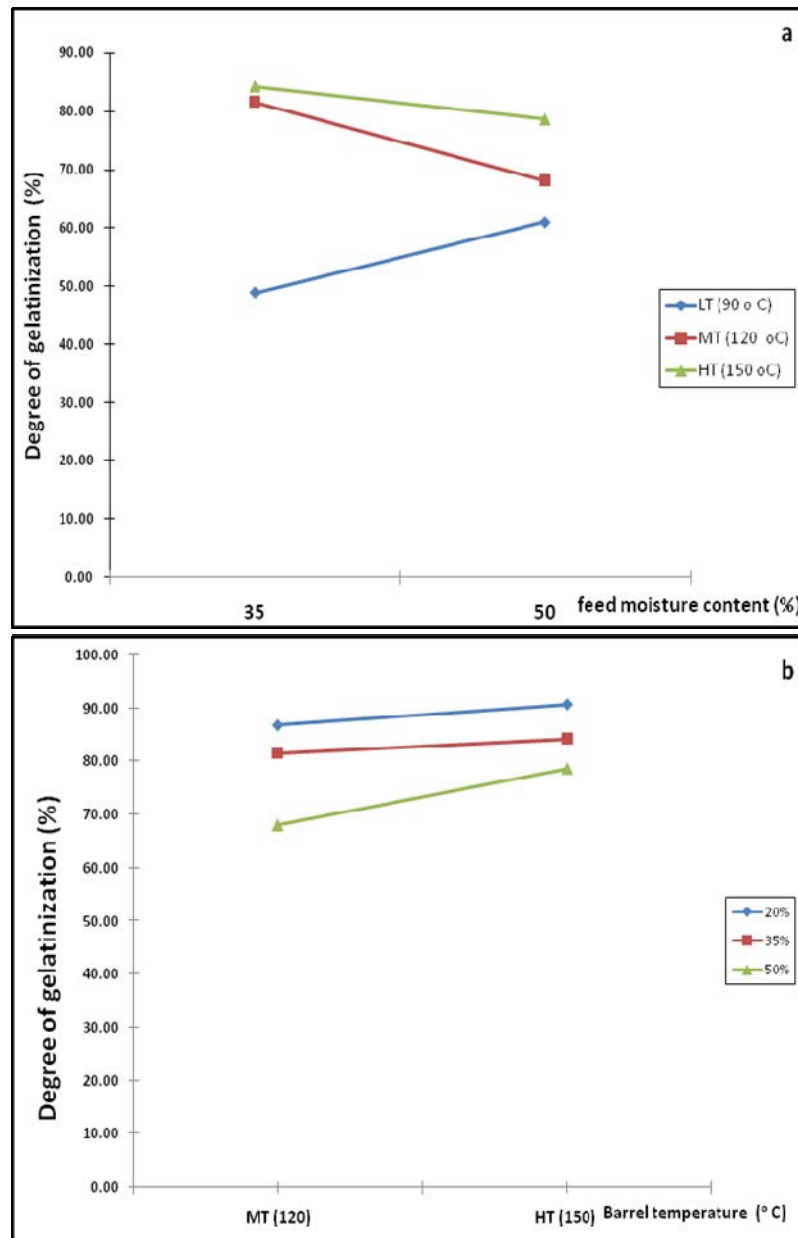 a
90.00
80.00
70.00
60.00
50.00
40.00
30.00
20.00
10.00
0.00
Degree of gelatinization (%)
LT (90 o C)
MT (120 oC)
HT (150 oC)
35 50 feed moisture content (%)
b
100.00
90.00
80.00
70.00
60.00
50.00
40.00
30.00
20.00
10.00
0.00
Degree of gelatinization (%)
20%
35%
50%
MT (120) HT (150) Barrel temperature (° C)